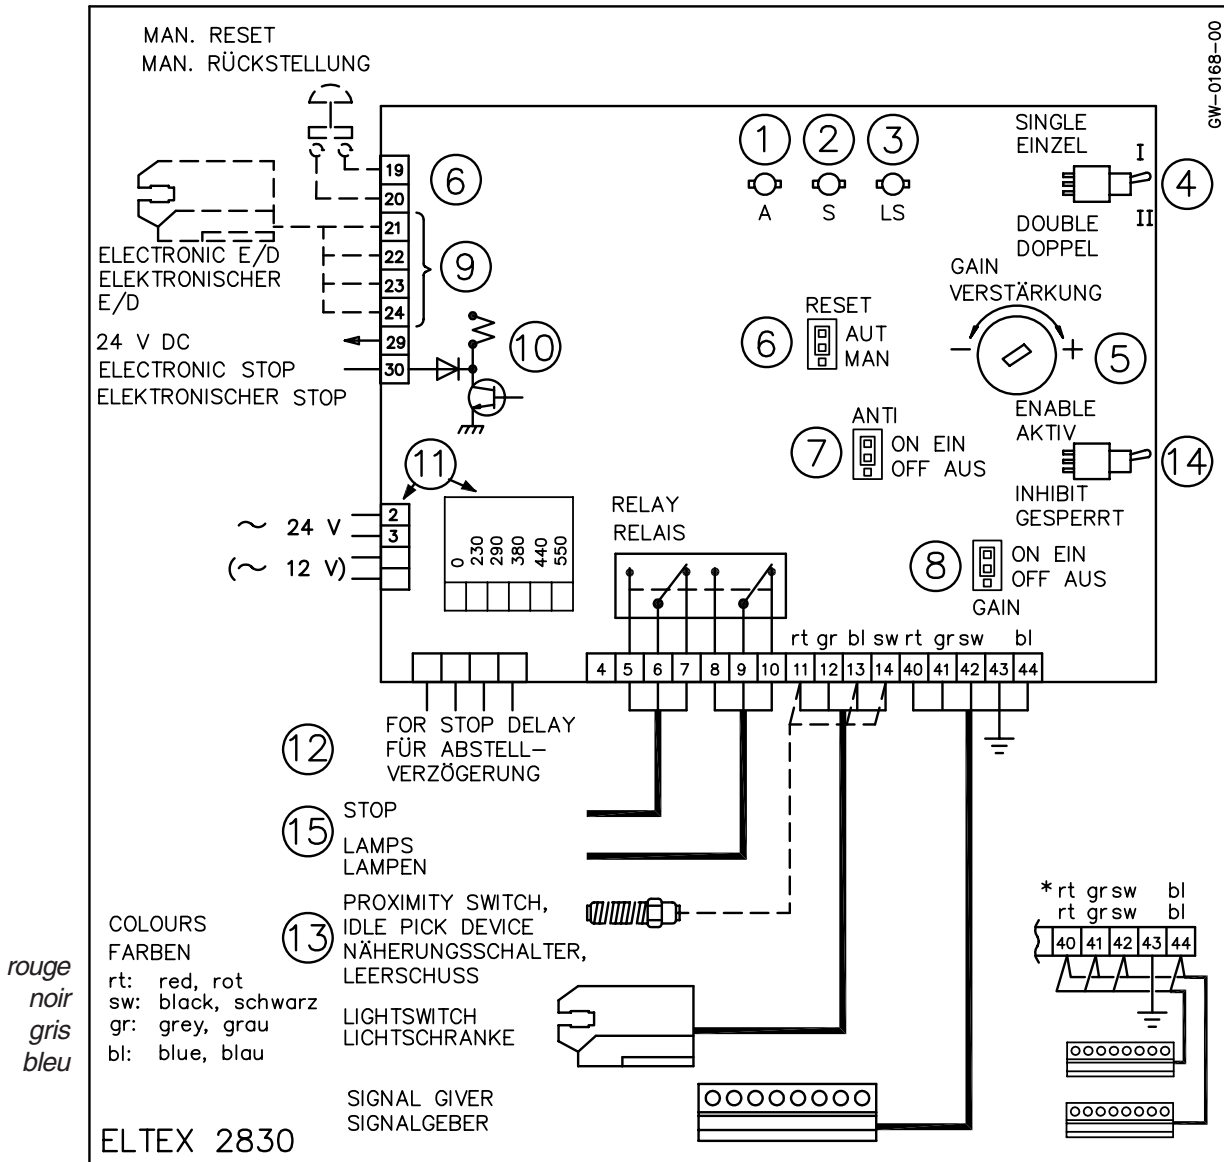 GW-0168-00
MAN. RESET
MAN. RÜCKSTELLUNG
19
20
21
22
23
24
29
30
6
9
10
ELECTRONIC E/D
ELEKTRONISCHER
E/D
24 V DC
ELECTRONIC STOP
ELEKTRONISCHER STOP
1
2
3
A
S
LS
SINGLE
EINZEL
I
4
II
DOUBLE
DOPPEL
GAIN
VERSTÄRKUNG
- +
5
RESET
6
AUT
MAN
ANTI
7
ON EIN
OFF AUS
ENABLE
AKTIV
14
INHIBIT
GESPERRT
8
ON EIN
OFF AUS
GAIN
11
2
3
~ 24 V
(~ 12 V)
0
230
290
380
440
550
RELAY
RELAIS
rt gr bl sw rt gr sw bl
4 5 6 7 8 9 10 11 12 13 14 40 41 42 43 44
12
FOR STOP DELAY
FÜR ABSTELL-
VERZÖGERUNG
15
STOP
LAMPS
LAMPEN
13
PROXIMITY SWITCH,
IDLE PICK DEVICE
NÄHERUNGSSCHALTER,
LEERSCHUSS
LIGHTSWITCH
LICHTSCHRANKE
SIGNAL GIVER
SIGNALGEBER
* rt gr sw bl
rt gr sw bl
40 41 42 43 44
COLOURS
FARBEN
rt: red, rot
sw: black, schwarz
gr: grey, grau
bl: blue, blau
rouge
noir
gris
bleu
ELTEX 2830